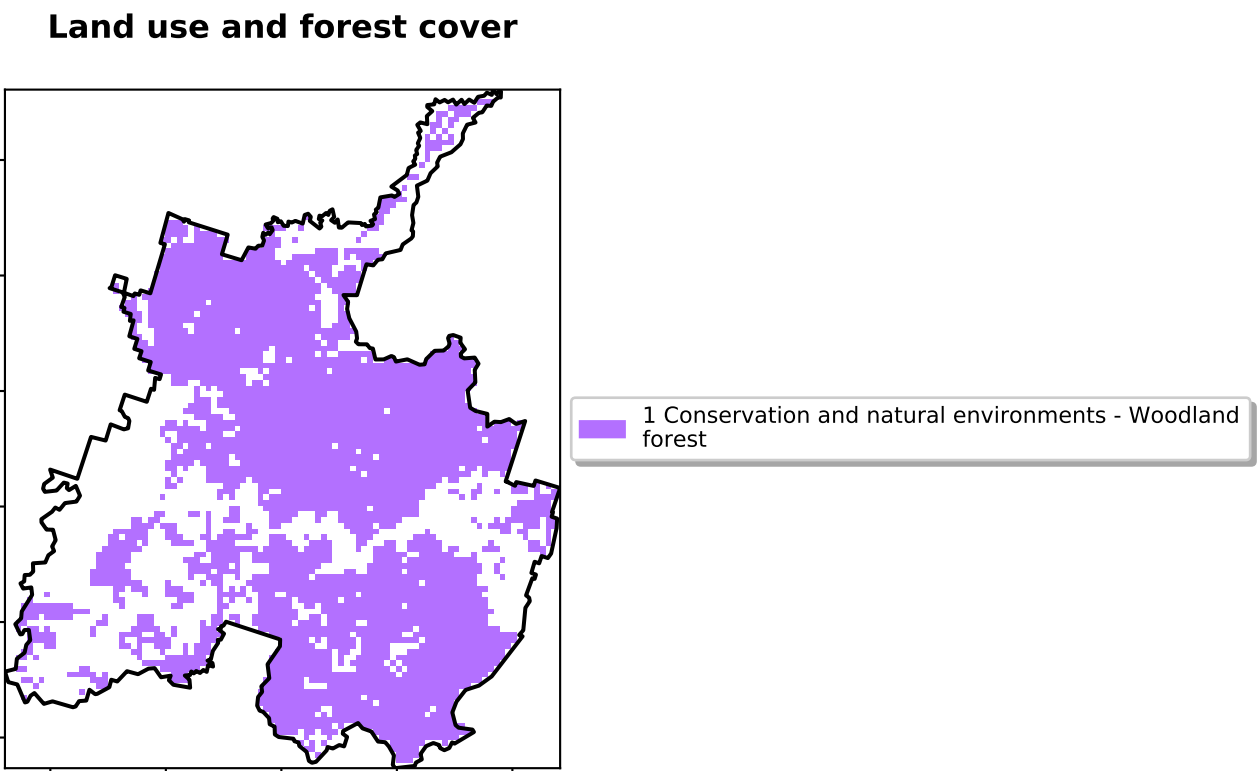 Land use and forest cover
1 Conservation and natural environments - Woodland
forest